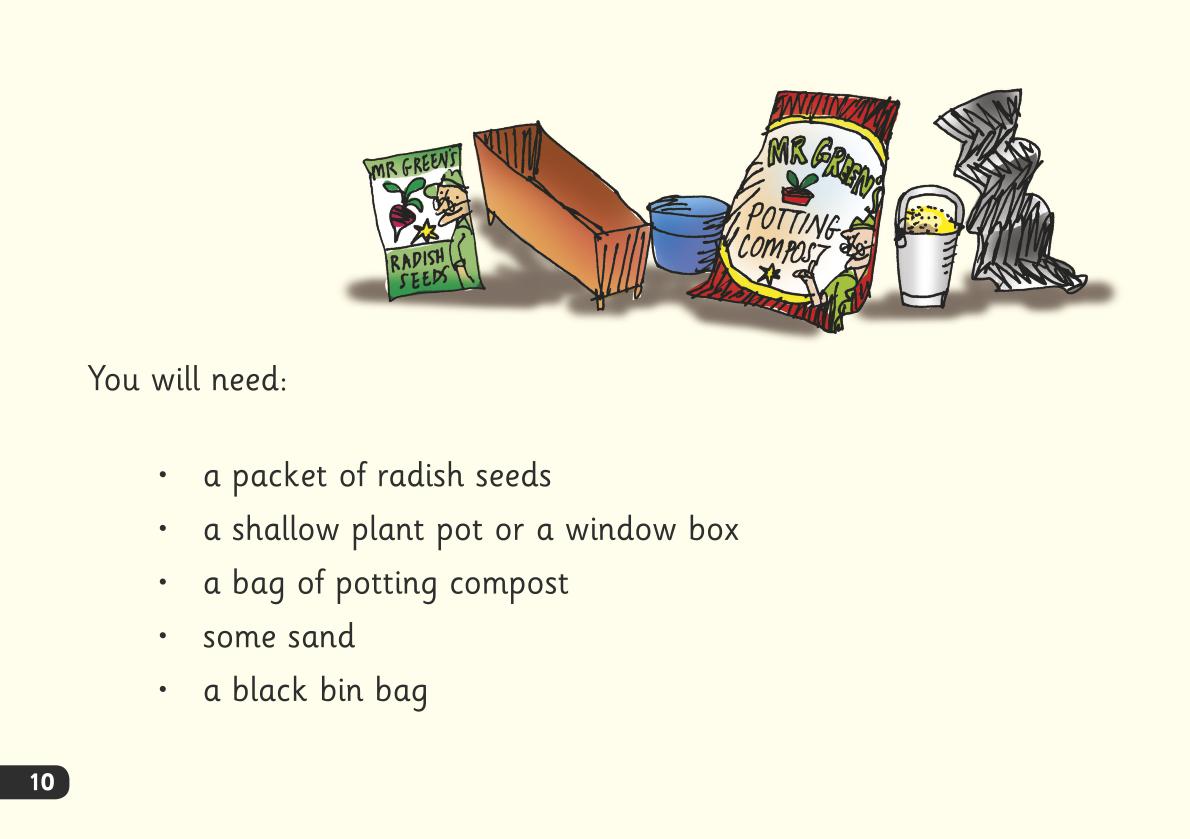 MR GREEN'S
RADISH
SEEDS
MR GREEN'S
POTTING
COMPOST
You will need:
• a packet of radish seeds
• a shallow plant pot or a window box
• a bag of potting compost
• some sand
• a black bin bag
10